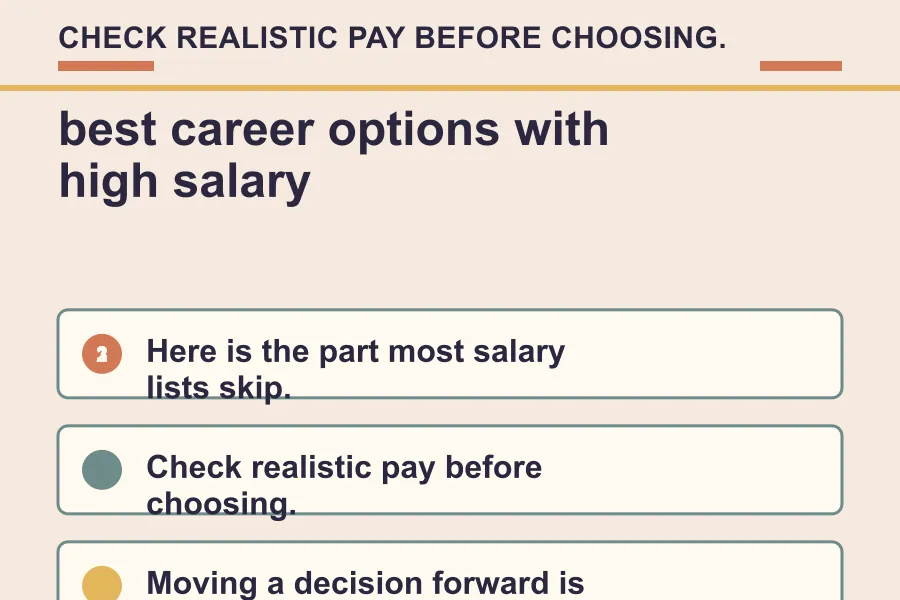 CHECK REALISTIC PAY BEFORE CHOOSING.
best career options with
high salary
Here is the part most salary
lists skip.
Check realistic pay before
choosing.
Moving a decision forward is